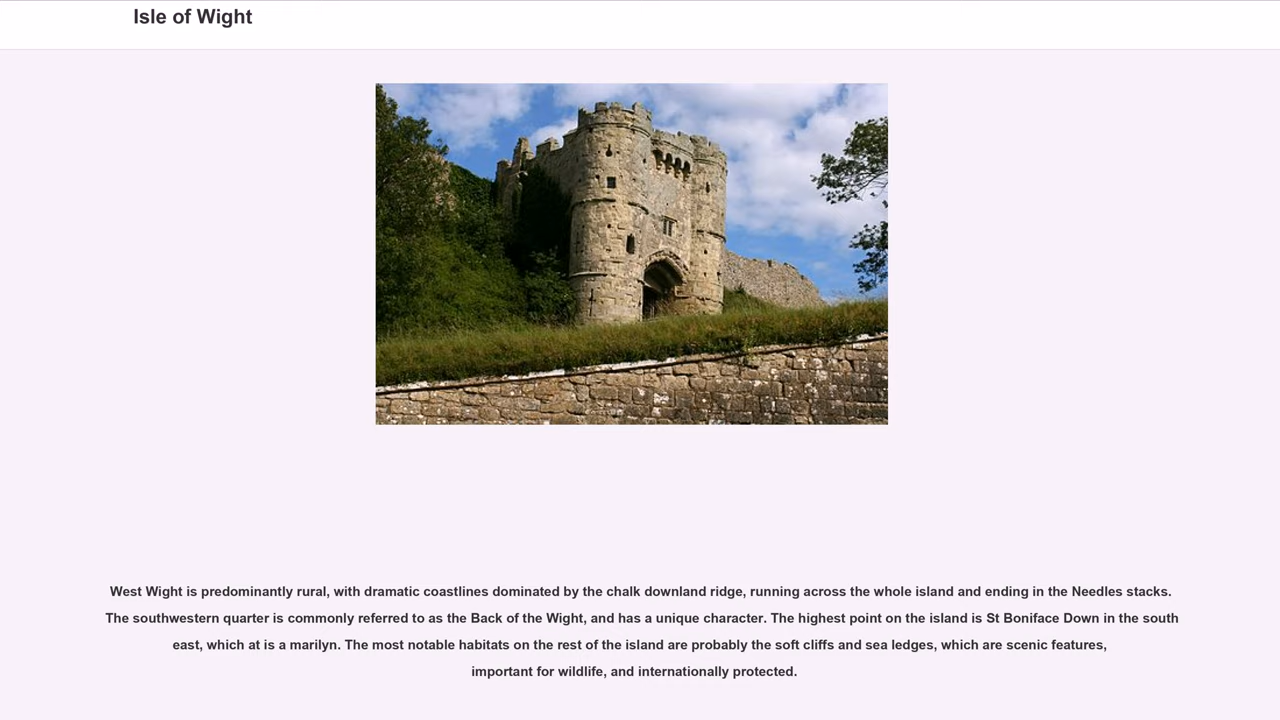 Isle of Wight
West Wight is predominantly rural, with dramatic coastlines dominated by the chalk downland ridge, running across the whole island and ending in the Needles stacks.
The southwestern quarter is commonly referred to as the Back of the Wight, and has a unique character. The highest point on the island is St Boniface Down in the south
east, which at is a marilyn. The most notable habitats on the rest of the island are probably the soft cliffs and sea ledges, which are scenic features,
important for wildlife, and internationally protected.